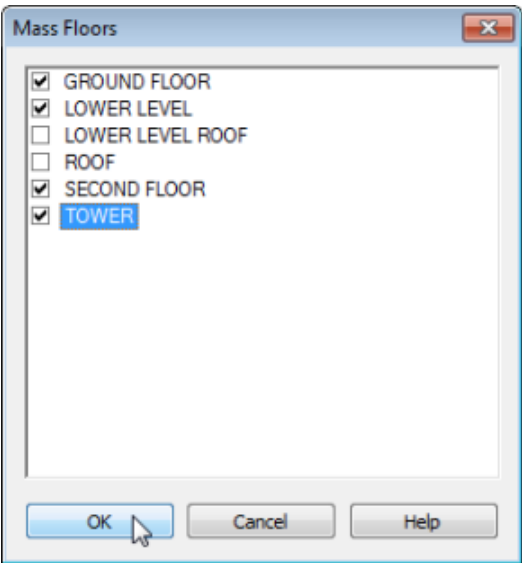 Mass Floors
GROUND FLOOR
LOWER LEVEL
LOWER LEVEL ROOF
ROOF
SECOND FLOOR
TOWER
OK Cancel Help